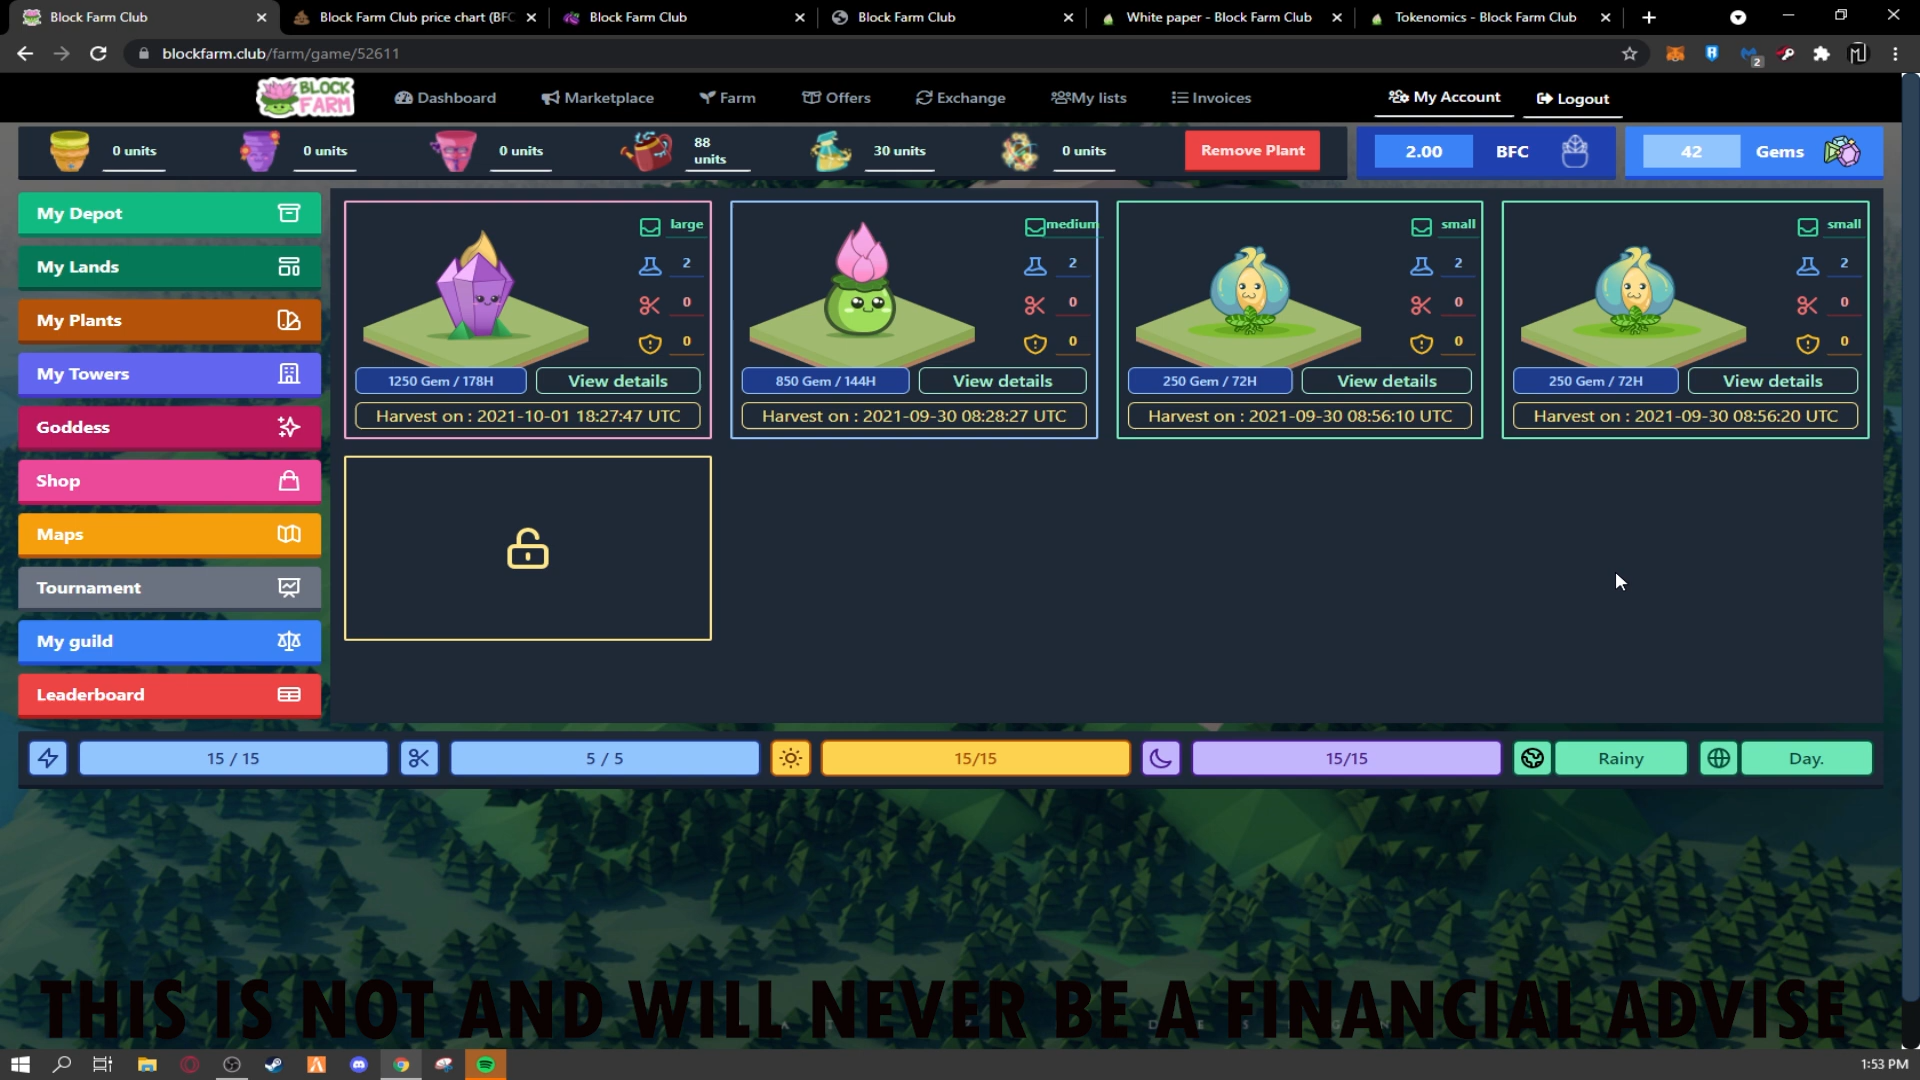 Block Farm Club
Block Farm Club price chart (BFC
Block Farm Club
Block Farm Club
White paper - Block Farm Club
Tokenomics - Block Farm Club
blockfarm.club/farm/game/52611
2
BLOCK
FARM
Dashboard
Marketplace
Farm
Offers
Exchange
My lists
Invoices
My Account
Logout
0 units
0 units
0 units
88
units
30 units
0 units
Remove Plant
2.00
BFC
42
Gems
My Depot
My Lands
My Plants
My Towers
Goddess
Shop
Maps
Tournament
My guild
Leaderboard
large
2
0
0
1250 Gem / 178H
View details
Harvest on : 2021-10-01 18:27:47 UTC
medium
2
0
0
850 Gem / 144H
View details
Harvest on : 2021-09-30 08:28:27 UTC
small
2
0
0
250 Gem / 72H
View details
Harvest on : 2021-09-30 08:56:10 UTC
small
2
0
0
250 Gem / 72H
View details
Harvest on : 2021-09-30 08:56:20 UTC
15 / 15
5 / 5
15/15
15/15
Rainy
Day.
THIS IS NOT AND WILL NEVER BE A FINANCIAL ADVISE
1:53 PM